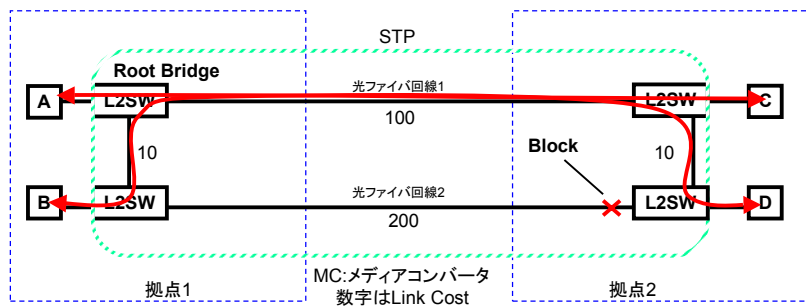 STP
Root Bridge
光ファイバ回線1
A
L2SW
L2SW
C
100
10
Block
10
光ファイバ回線2
B
L2SW
L2SW
D
200
MC:メディアコンバータ
拠点1
数字はLink Cost
拠点2